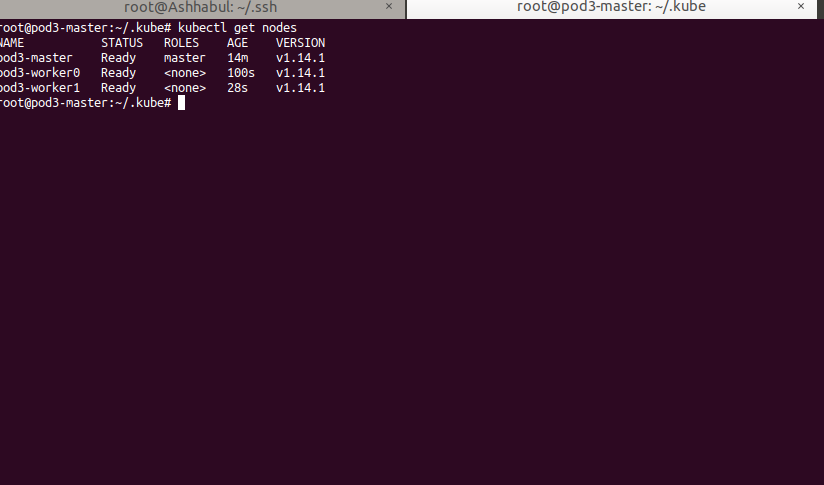 root@Ashhabul: ~/.ssh × root@pod3-master: ~/.kube ×
root@pod3-master:~/.kube# kubectl get nodes
NAME STATUS ROLES AGE VERSION
pod3-master Ready master 14m v1.14.1
pod3-worker0 Ready <none> 100s v1.14.1
pod3-worker1 Ready <none> 28s v1.14.1
root@pod3-master:~/.kube#